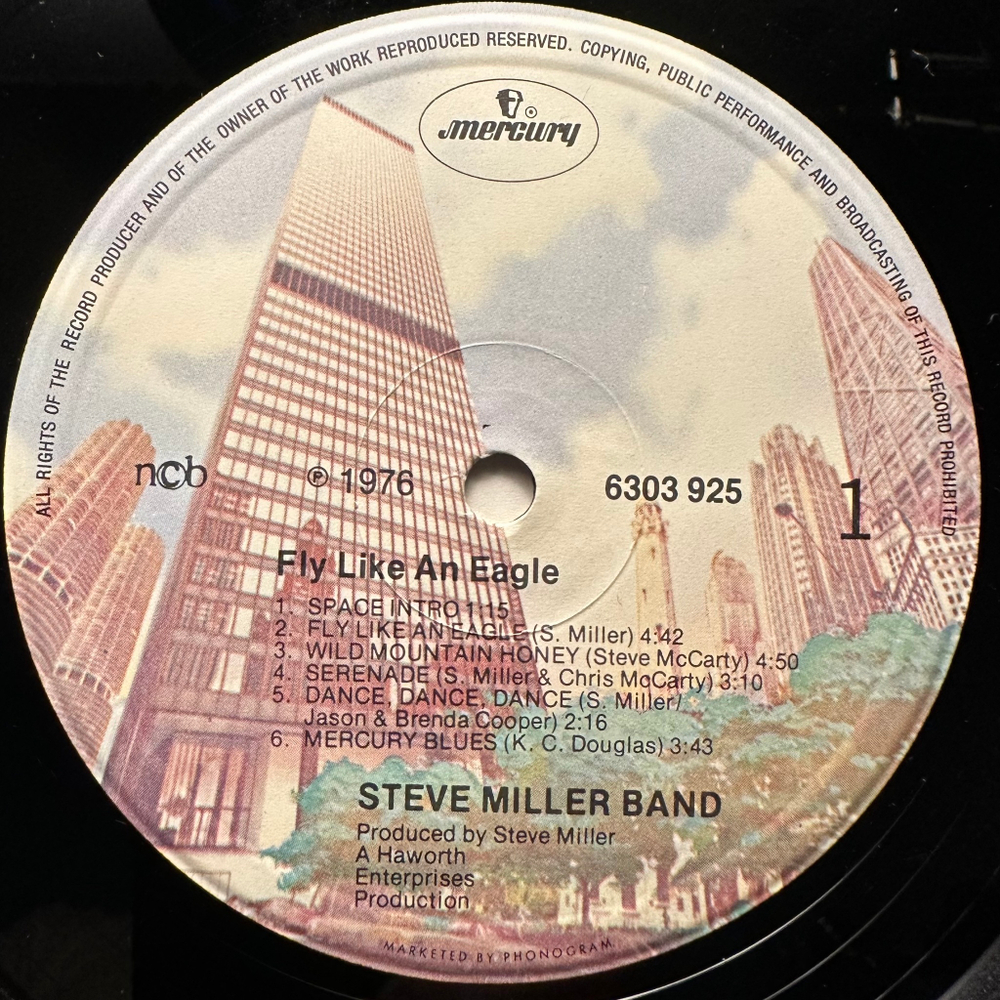 ALL RIGHTS OF THE RECORD PRODUCER AND OF THE OWNER OF THE WORK REPRODUCED RESERVED. COPYING, PUBLIC PERFORMANCE AND BROADCASTING OF THIS RECORD PROHIBITED
®
mercury
ncb
℗ 1976
6303 925
1
Fly Like An Eagle
1. SPACE INTRO 1:15
2. FLY LIKE AN EAGLE (S. Miller) 4:42
3. WILD MOUNTAIN HONEY (Steve McCarty) 4:50
4. SERENADE (S. Miller & Chris McCarty) 3:10
5. DANCE, DANCE, DANCE (S. Miller/
Jason & Brenda Cooper) 2:16
6. MERCURY BLUES (K. C. Douglas) 3:43
STEVE MILLER BAND
Produced by Steve Miller
A Haworth
Enterprises
Production
MARKETED BY PHONOGRAM